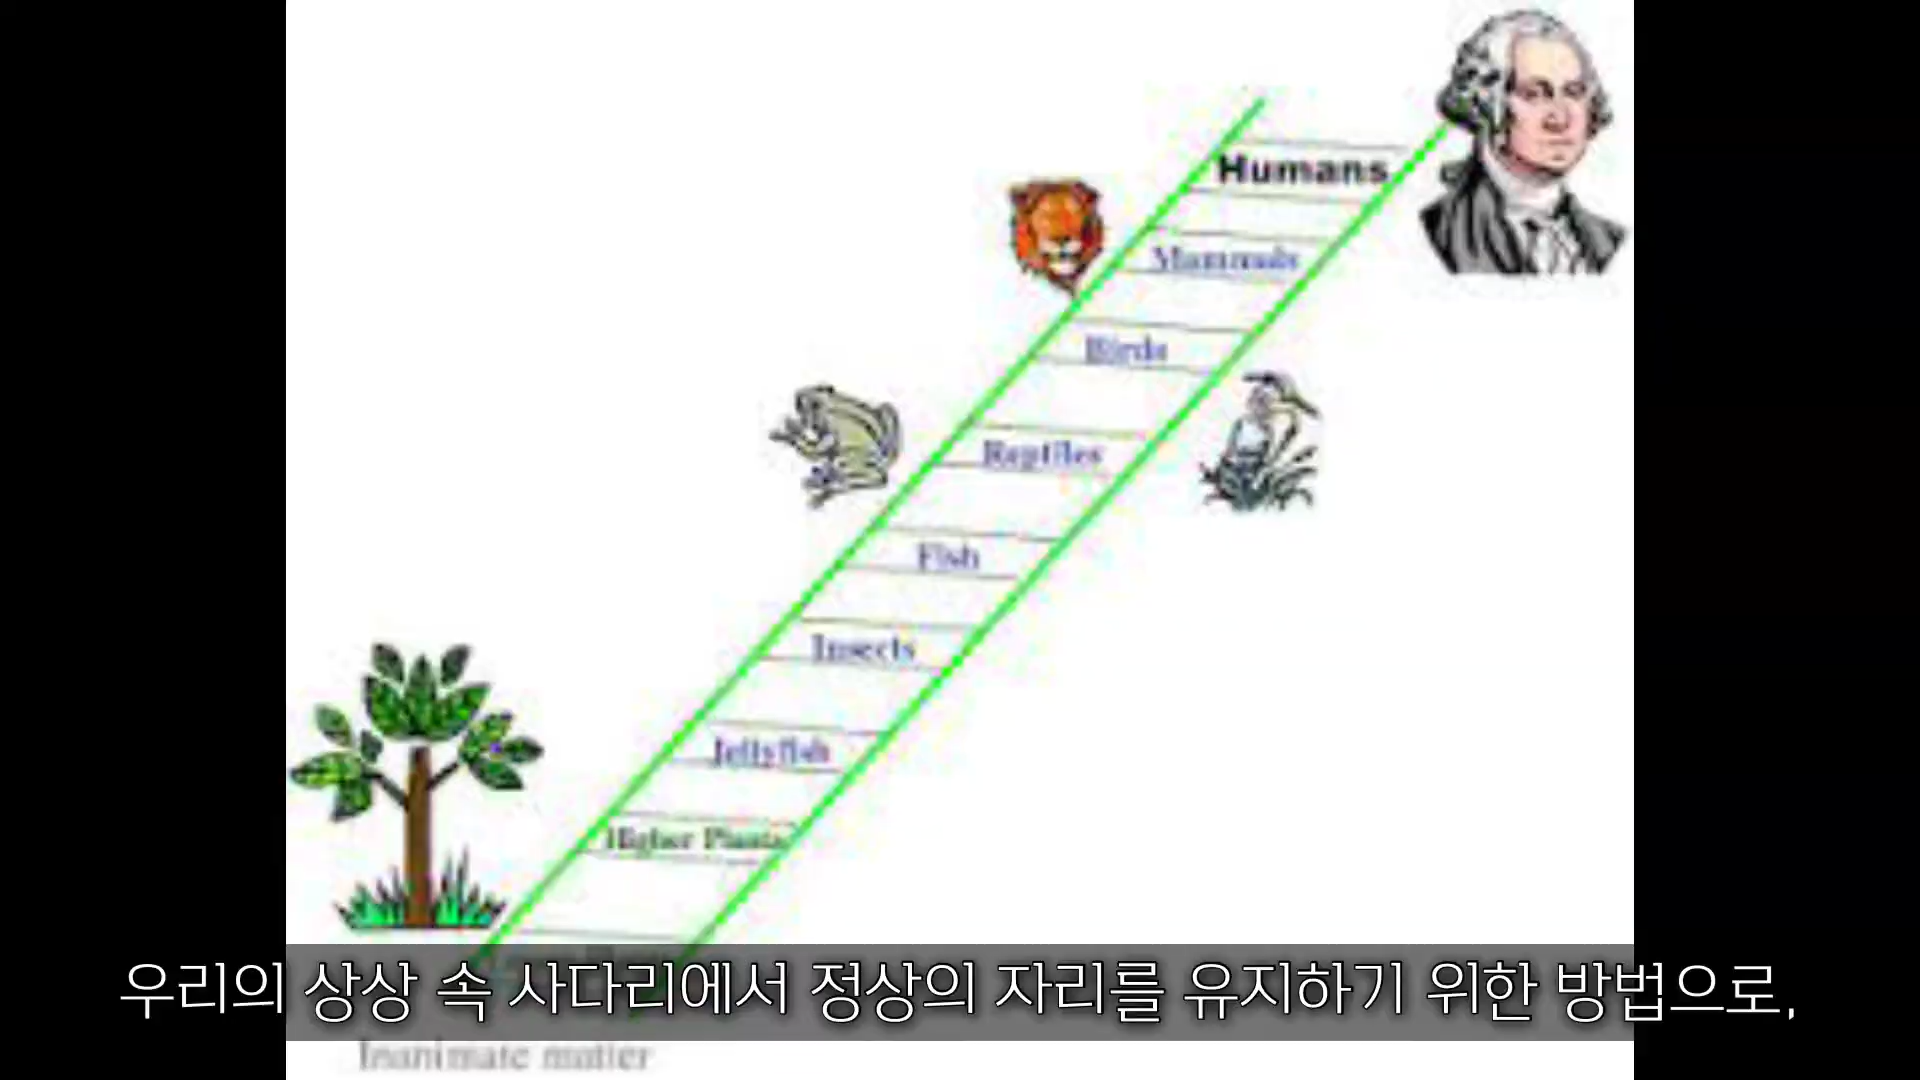 Humans
Mammals
Birds
Reptiles
Fish
Insects
Jellyfish
Higher Plants
우리의 상상 속 사다리에서 정상의 자리를 유지하기 위한 방법으로,
Inanimate matter